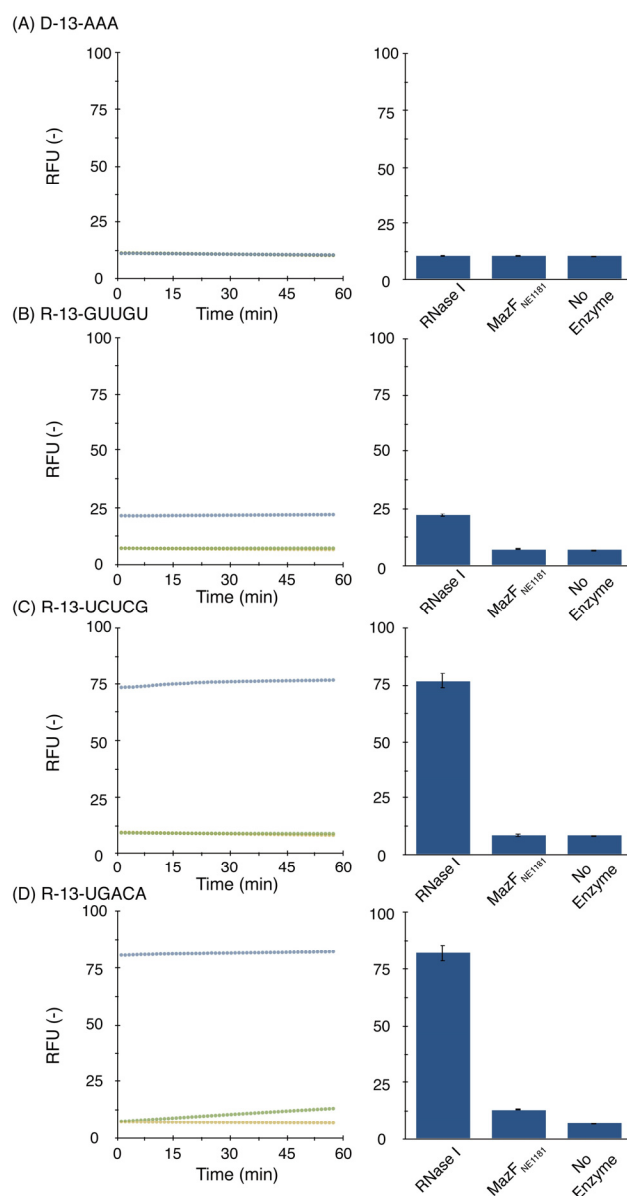 (A) D-13-AAA
100
75
50
25
0
RFU (-)
0 15 30 45 60
Time (min)
100
75
50
25
0
RNase I
MazF NE1181
No Enzyme
(B) R-13-GUUGU
100
75
50
25
0
RFU (-)
0 15 30 45 60
Time (min)
100
75
50
25
0
RNase I
MazF NE1181
No Enzyme
(C) R-13-UCUCG
100
75
50
25
0
RFU (-)
0 15 30 45 60
Time (min)
100
75
50
25
0
RNase I
MazF NE1181
No Enzyme
(D) R-13-UGACA
100
75
50
25
0
RFU (-)
0 15 30 45 60
Time (min)
100
75
50
25
0
RNase I
MazF NE1181
No Enzyme